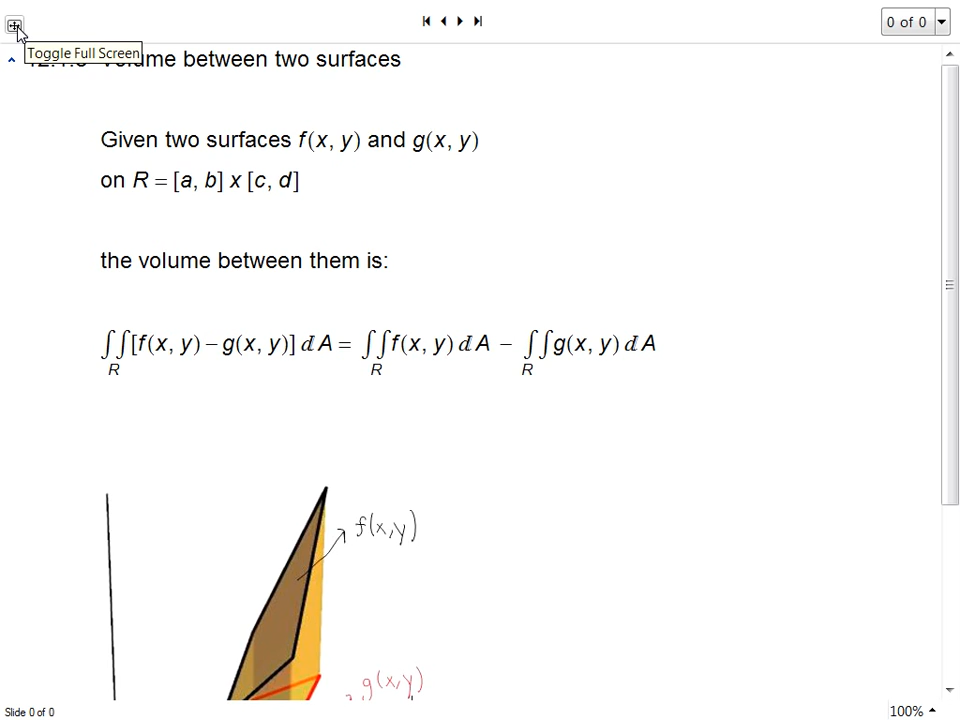 0 of 0
Toggle Full Screen
Volume between two surfaces
Given two surfaces f(x, y) and g(x, y)
on R = [a, b] x [c, d]
the volume between them is:
∫∫[f(x, y) − g(x, y)] ⅆA = ∫∫f(x, y) ⅆA − ∫∫g(x, y) ⅆA
R R R
f(x,y)
g(x,y)
Slide 0 of 0
100%